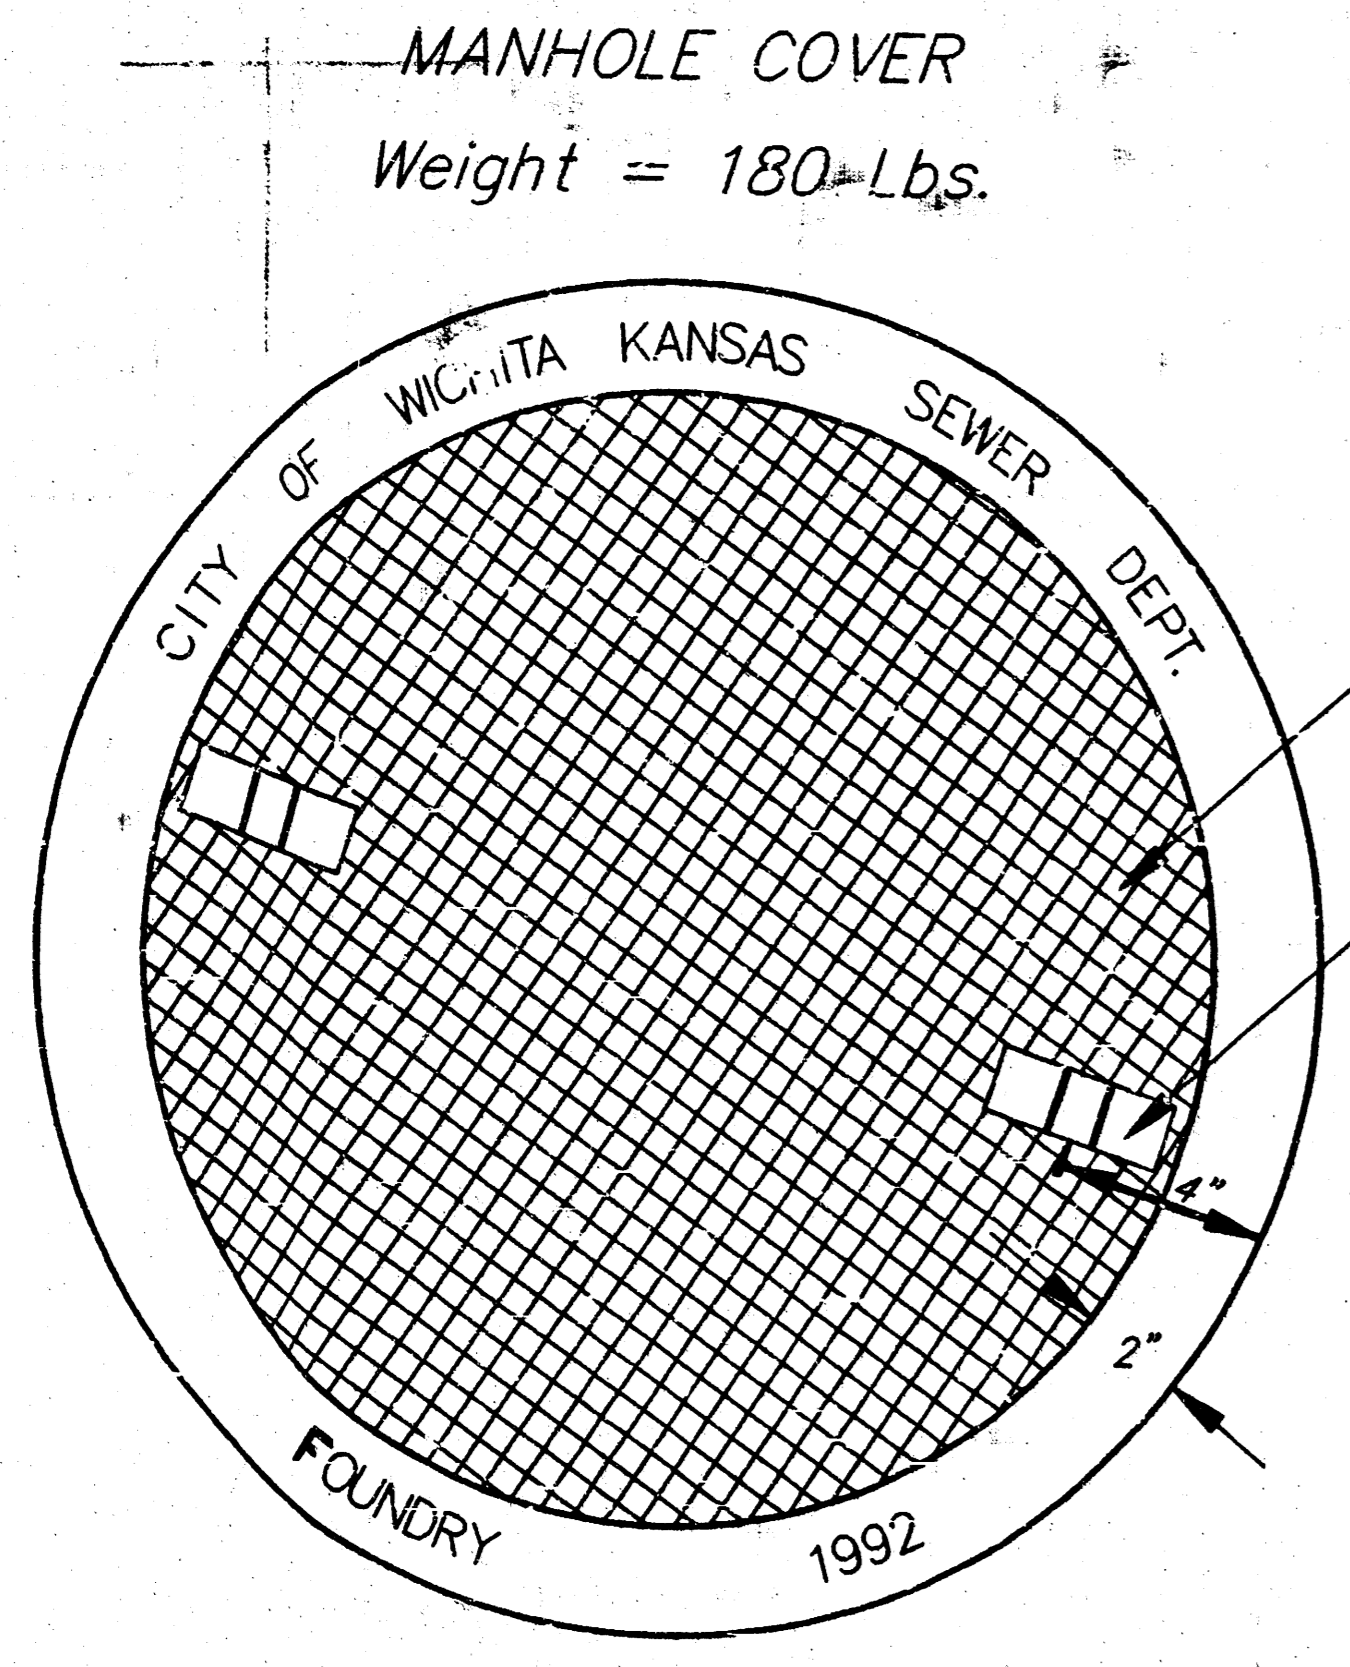 MANHOLE COVER
Weight = 180 Lbs.
CITY OF WICHITA KANSAS SEWER DEPT.
4"
2"
FOUNDRY 1992